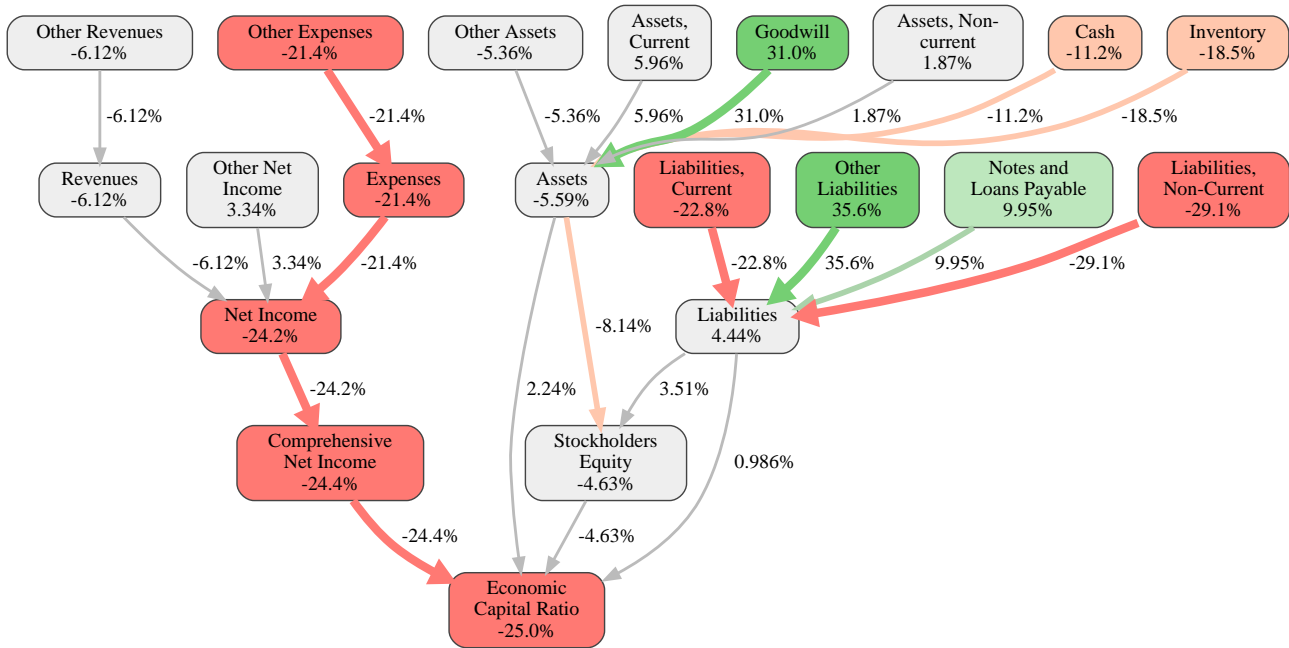 Other Revenues
-6.12%
Other Expenses
-21.4%
Other Assets
-5.36%
Assets,
Current
5.96%
Goodwill
31.0%
Assets, Non-
current
1.87%
Cash
-11.2%
Inventory
-18.5%
-6.12%
-21.4%
-5.36%
5.96%
31.0%
1.87%
-11.2%
-18.5%
Revenues
-6.12%
Other Net
Income
3.34%
Expenses
-21.4%
Assets
-5.59%
Liabilities,
Current
-22.8%
Other
Liabilities
35.6%
Notes and
Loans Payable
9.95%
Liabilities,
Non-Current
-29.1%
-6.12%
3.34%
-21.4%
-22.8%
35.6%
9.95%
-29.1%
Net Income
-24.2%
-8.14%
Liabilities
4.44%
-24.2%
2.24%
3.51%
Comprehensive
Net Income
-24.4%
Stockholders
Equity
-4.63%
0.986%
-24.4%
-4.63%
Economic
Capital Ratio
-25.0%